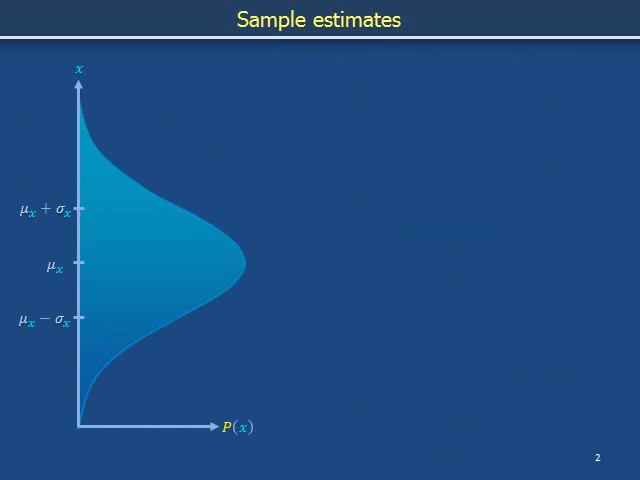 Sample estimates
x
μₓ + σₓ
μₓ
μₓ − σₓ
P(x)
2